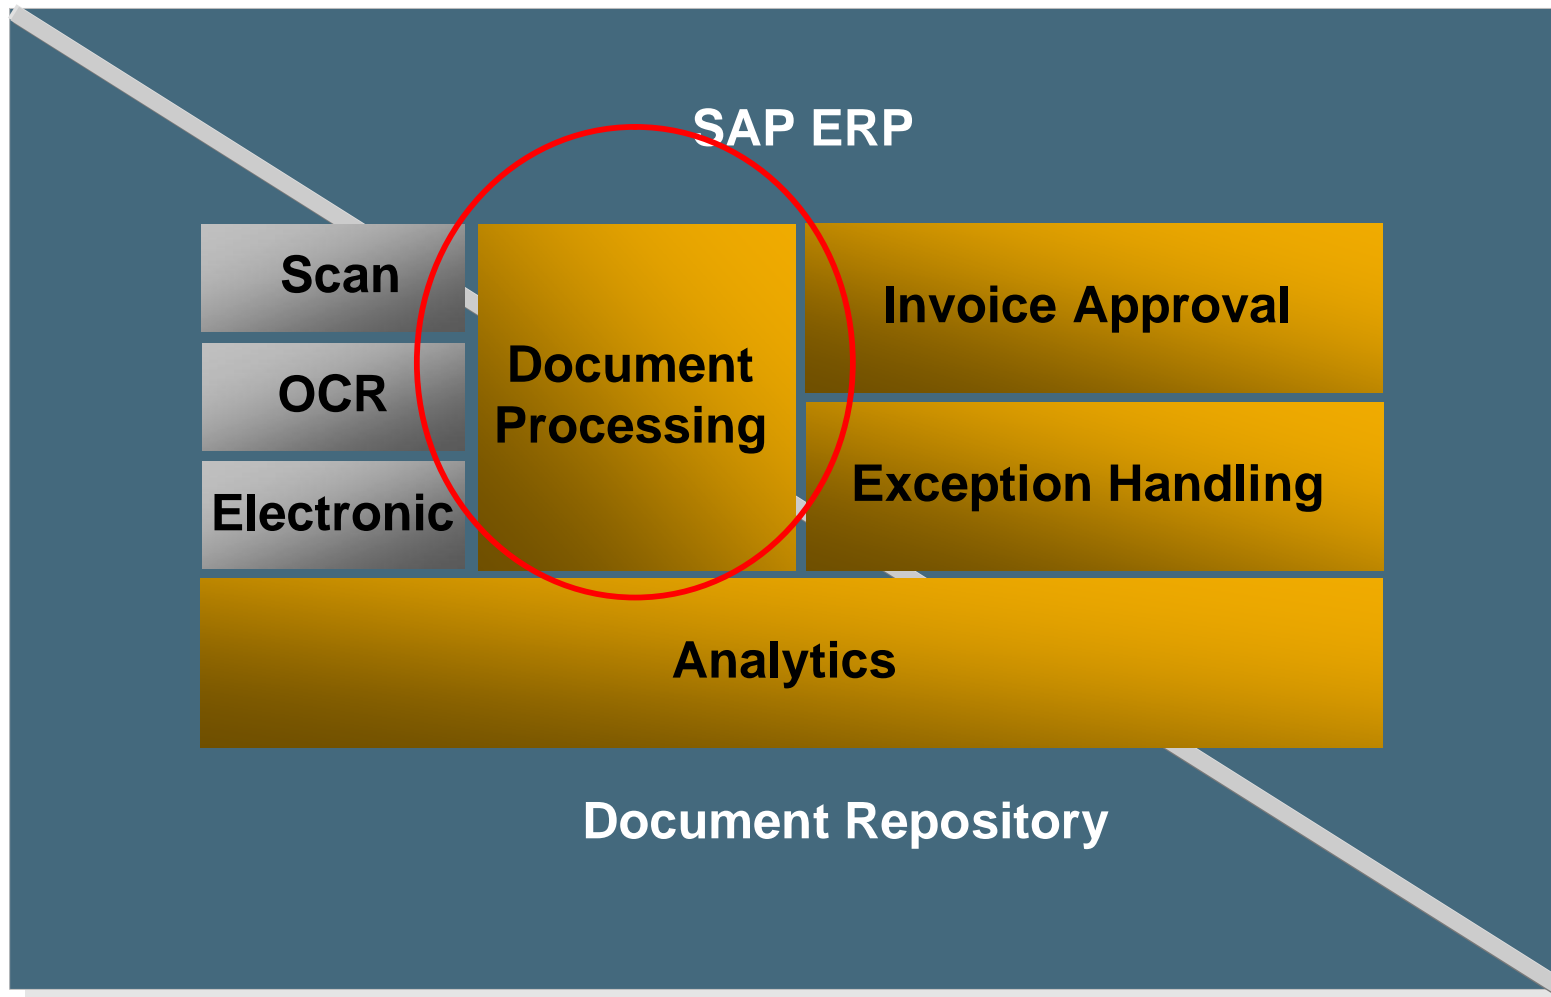 SAP ERP
Scan
OCR
Electronic
Document
Processing
Invoice Approval
Exception Handling
Analytics
Document Repository